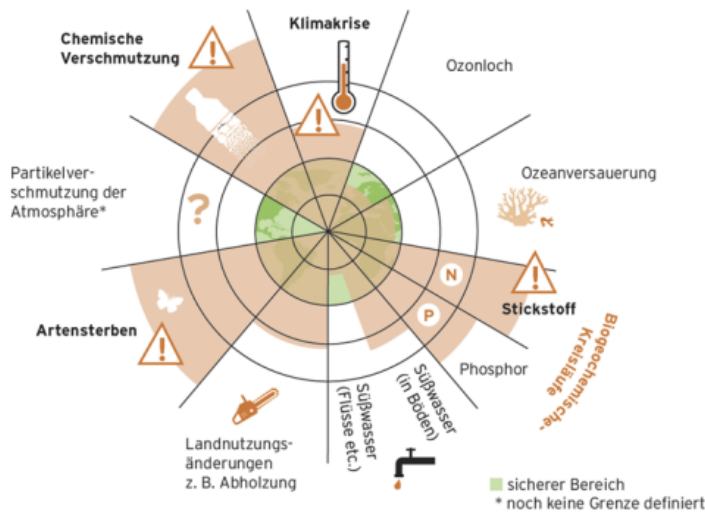 Klimakrise
Chemische
Verschmutzung
Ozonloch
Partikelver-
schmutzung der
Atmosphäre*
?
Ozeanversauerung
N
P
Stickstoff
Artensterben
Phosphor
Biogeochemische-
Kreisläufe
Süßwasser
(in Böden)
Süßwasser
(Flüsse etc.)
Landnutzungs-
änderungen
z. B. Abholzung
sicherer Bereich
* noch keine Grenze definiert